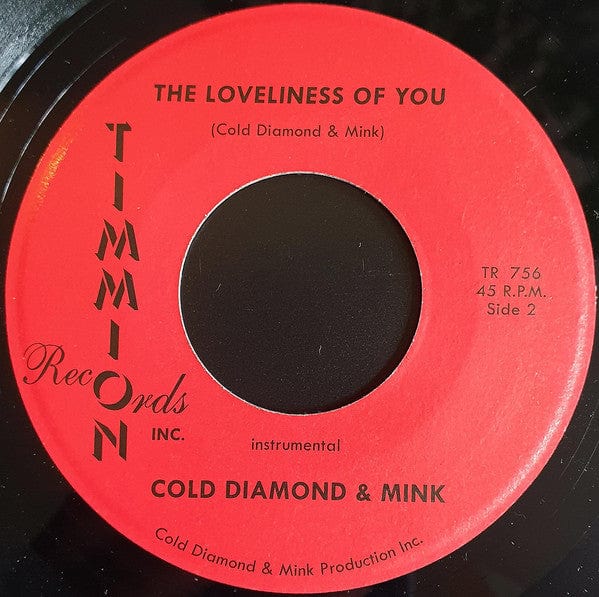 THE LOVELINESS OF YOU
(Cold Diamond & Mink)
TIMMION
Records
INC.
TR 756
45 R.P.M.
Side 2
instrumental
COLD DIAMOND & MINK
Cold Diamond & Mink Production Inc.